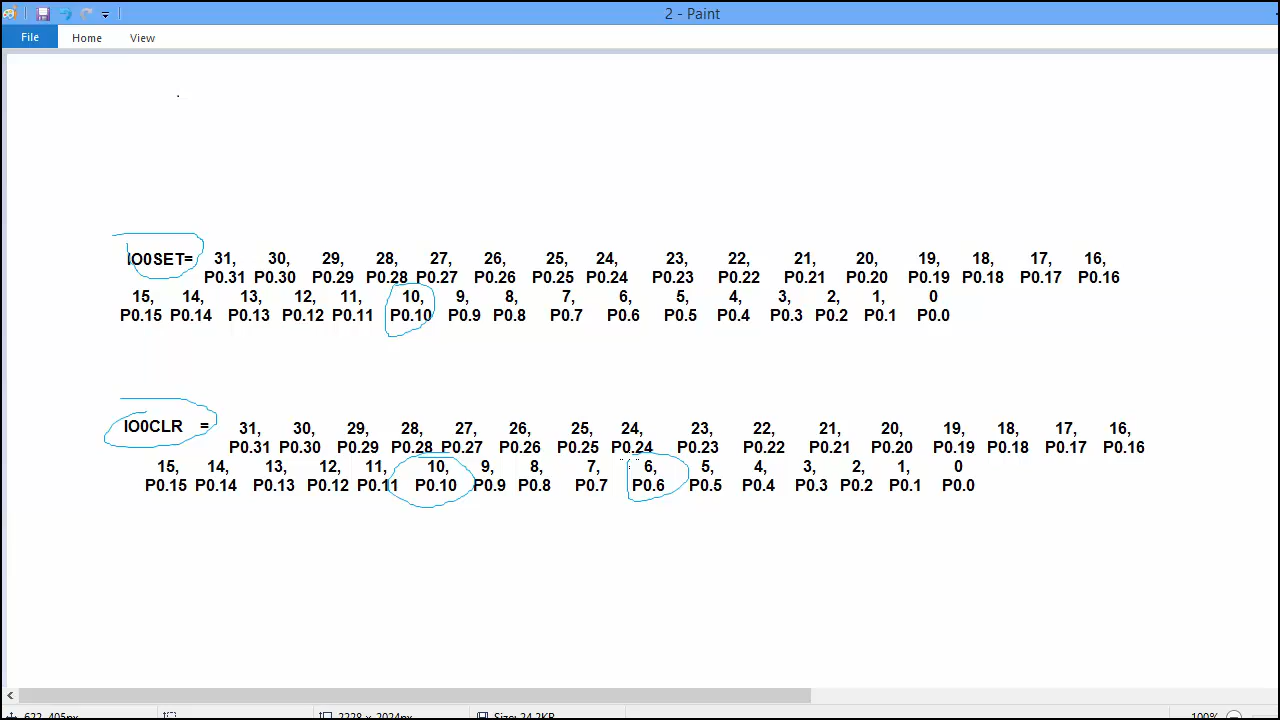 2 - Paint
File Home View
IO0SET= 31, 30, 29, 28, 27, 26, 25, 24, 23, 22, 21, 20, 19, 18, 17, 16,
P0.31 P0.30 P0.29 P0.28 P0.27 P0.26 P0.25 P0.24 P0.23 P0.22 P0.21 P0.20 P0.19 P0.18 P0.17 P0.16
15, 14, 13, 12, 11, 10, 9, 8, 7, 6, 5, 4, 3, 2, 1, 0
P0.15 P0.14 P0.13 P0.12 P0.11 P0.10 P0.9 P0.8 P0.7 P0.6 P0.5 P0.4 P0.3 P0.2 P0.1 P0.0
IO0CLR = 31, 30, 29, 28, 27, 26, 25, 24, 23, 22, 21, 20, 19, 18, 17, 16,
P0.31 P0.30 P0.29 P0.28 P0.27 P0.26 P0.25 P0.24 P0.23 P0.22 P0.21 P0.20 P0.19 P0.18 P0.17 P0.16
15, 14, 13, 12, 11, 10, 9, 8, 7, 6, 5, 4, 3, 2, 1, 0
P0.15 P0.14 P0.13 P0.12 P0.11 P0.10 P0.9 P0.8 P0.7 P0.6 P0.5 P0.4 P0.3 P0.2 P0.1 P0.0
622, 405px 2228 × 2024px Size: 24.2KB 100%